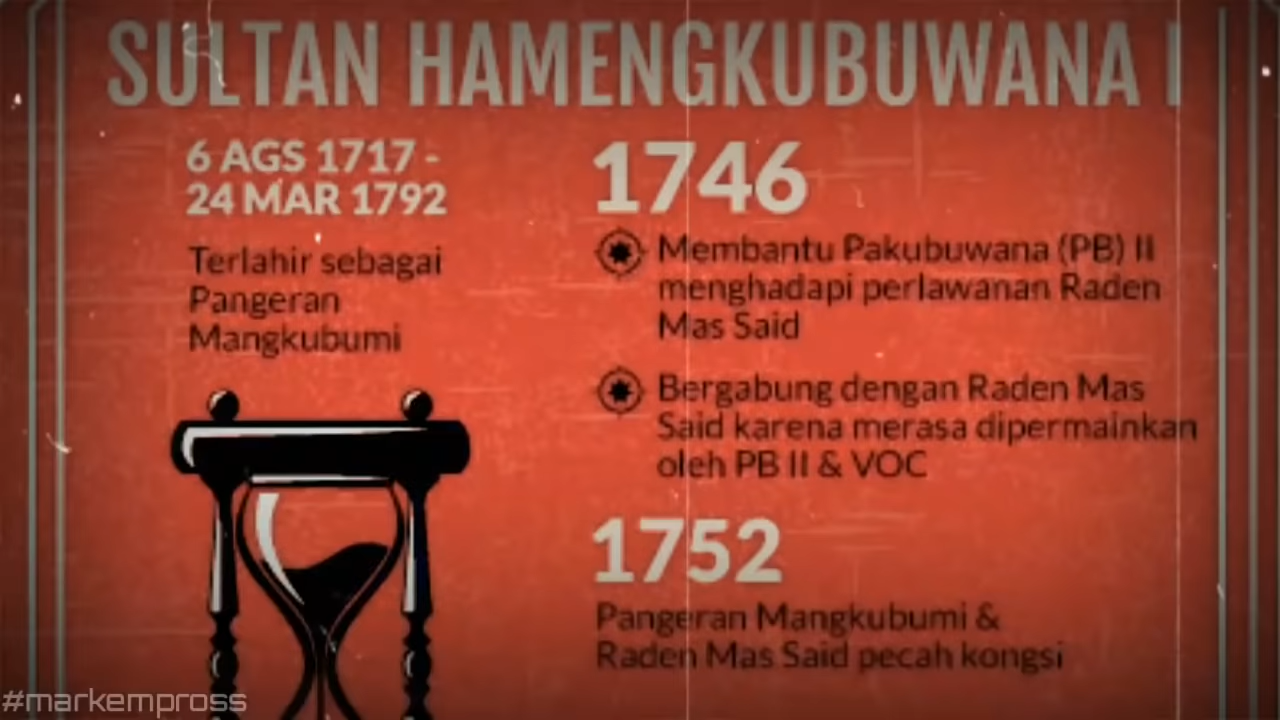 SULTAN HAMENGKUBUWANA I
6 AGS 1717 -
24 MAR 1792
Terlahir sebagai
Pangeran
Mangkubumi
1746
Membantu Pakubuwana (PB) II
menghadapi perlawanan Raden
Mas Said
Bergabung dengan Raden Mas
Said karena merasa dipermainkan
oleh PB II & VOC
1752
Pangeran Mangkubumi &
Raden Mas Said pecah kongsi
#markempross